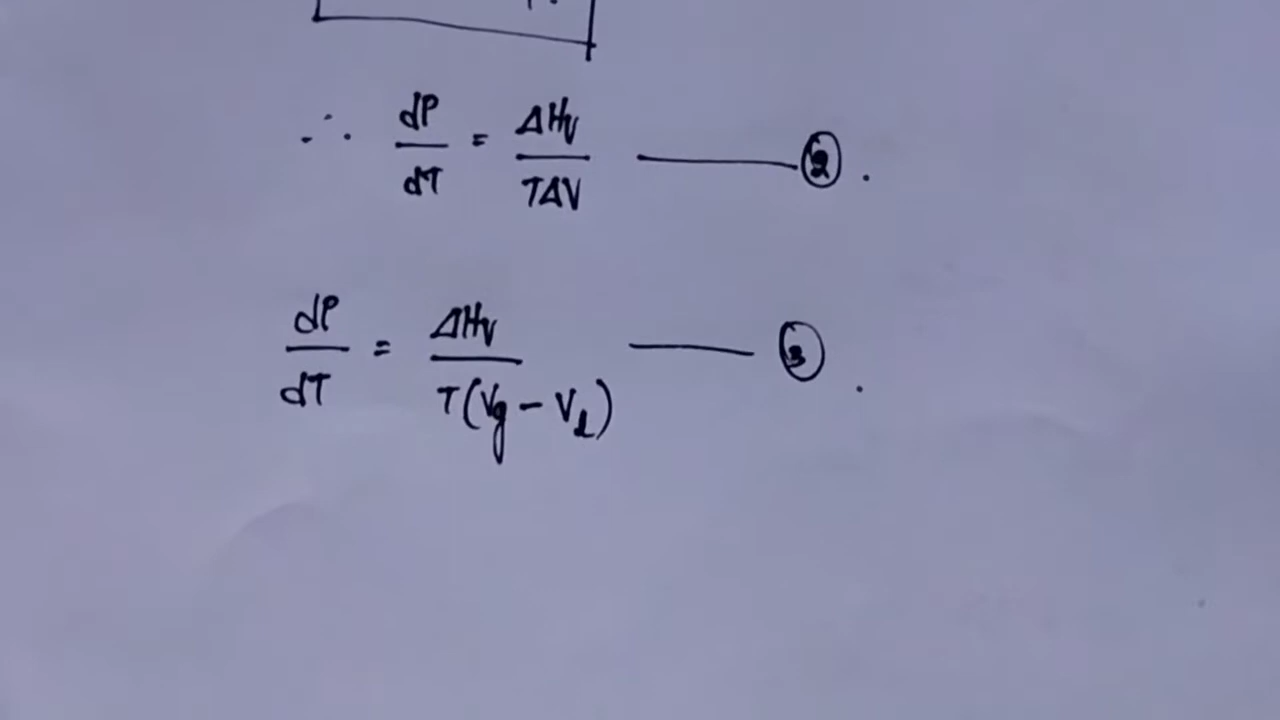 ∴ dP/dT = ΔHv/TΔV ——— ②.
dP/dT = ΔHv/T(Vg − Vl) ——— ③.